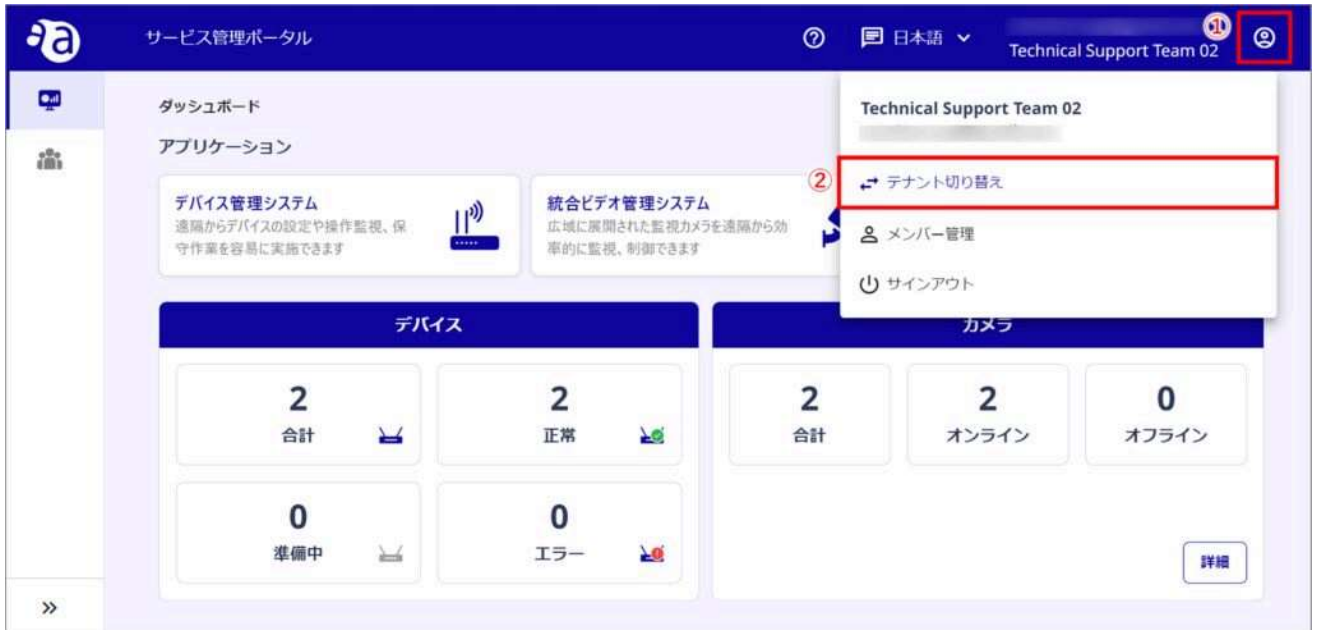 サービス管理ポータル
日本語
①
Technical Support Team 02
ダッシュボード
アプリケーション
デバイス管理システム
遠隔からデバイスの設定や操作監視、保
守作業を容易に実施できます
統合ビデオ管理システム
広域に展開された監視カメラを遠隔から効
率的に監視、制御できます
Technical Support Team 02
②
テナント切り替え
メンバー管理
サインアウト
デバイス
2
合計
2
正常
0
準備中
0
エラー
カメラ
2
合計
2
オンライン
0
オフライン
詳細